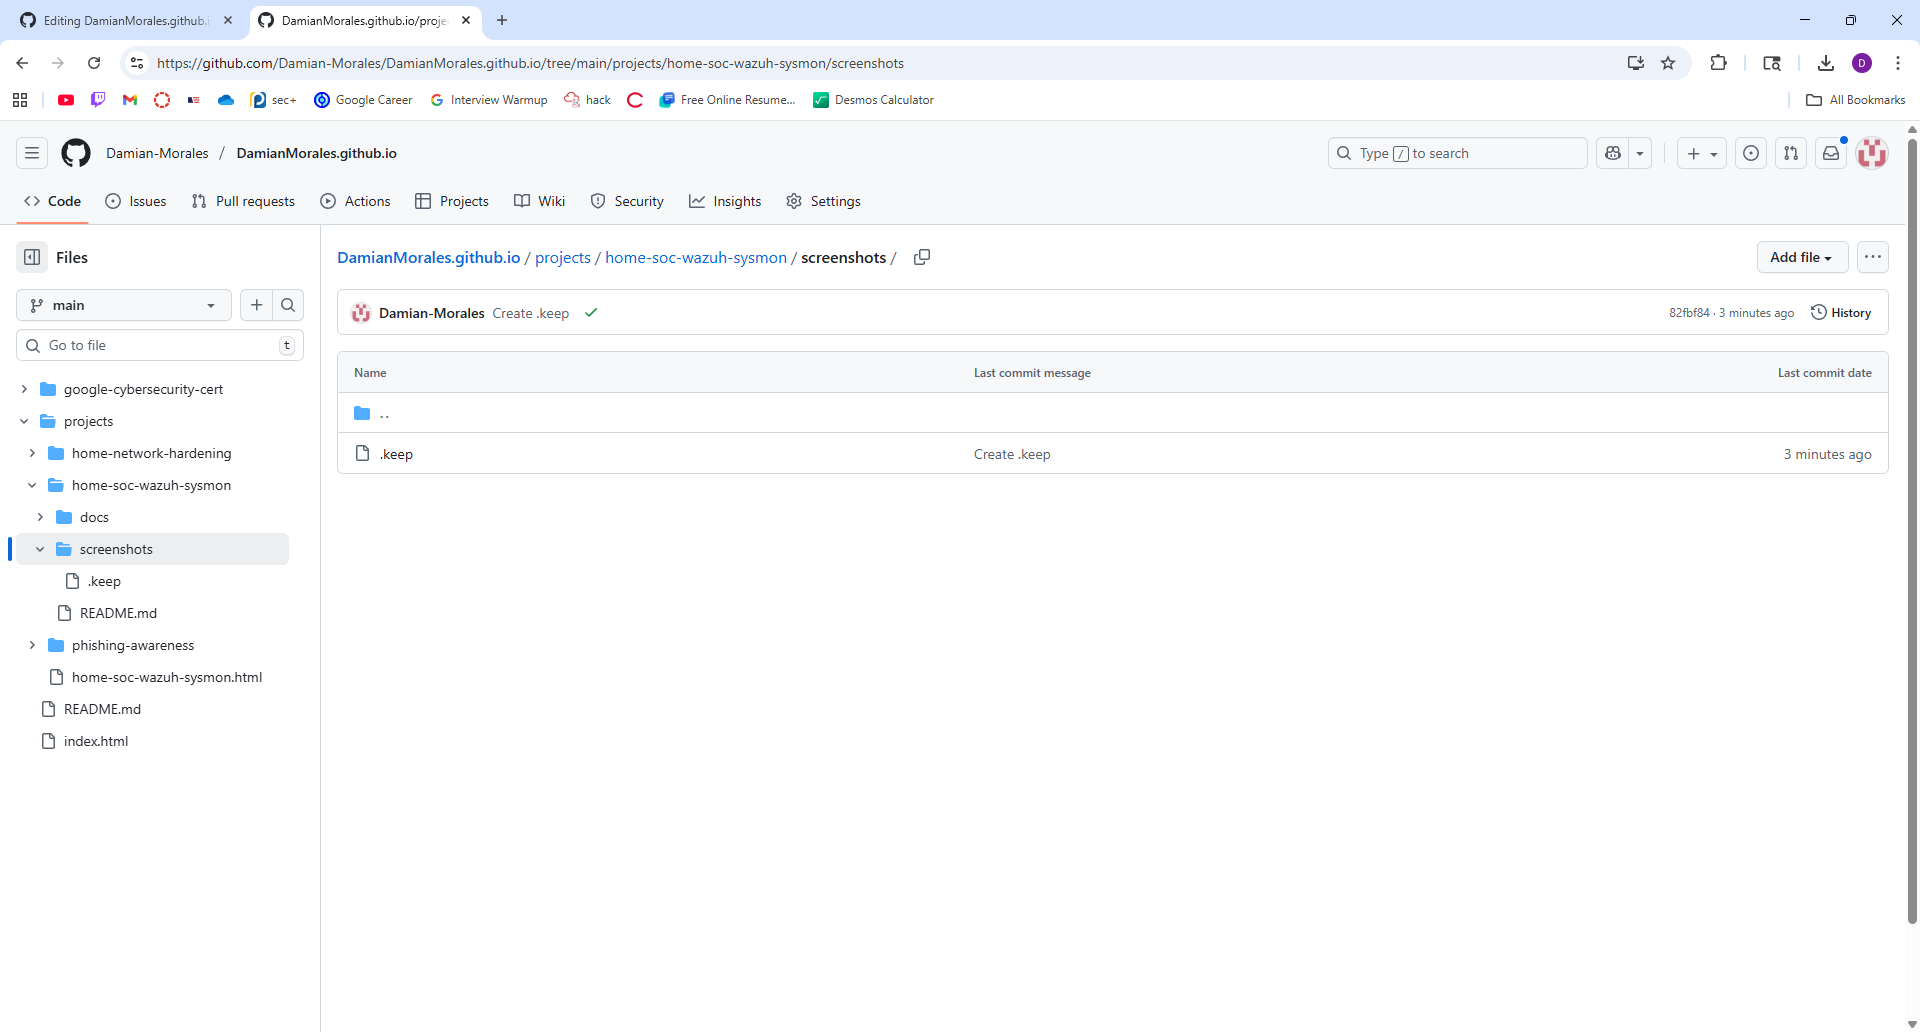 Editing DamianMorales.github.i
DamianMorales.github.io/proje
https://github.com/Damian-Morales/DamianMorales.github.io/tree/main/projects/home-soc-wazuh-sysmon/screenshots
D
sec+
Google Career
Interview Warmup
hack
Free Online Resume...
Desmos Calculator
All Bookmarks
Damian-Morales / DamianMorales.github.io
Type / to search
Code
Issues
Pull requests
Actions
Projects
Wiki
Security
Insights
Settings
Files
main
Go to file
t
google-cybersecurity-cert
projects
home-network-hardening
home-soc-wazuh-sysmon
docs
screenshots
.keep
README.md
phishing-awareness
home-soc-wazuh-sysmon.html
README.md
index.html
DamianMorales.github.io / projects / home-soc-wazuh-sysmon / screenshots /
Add file
Damian-Morales Create .keep
82fbf84 · 3 minutes ago
History
Name Last commit message Last commit date
..
.keep Create .keep 3 minutes ago